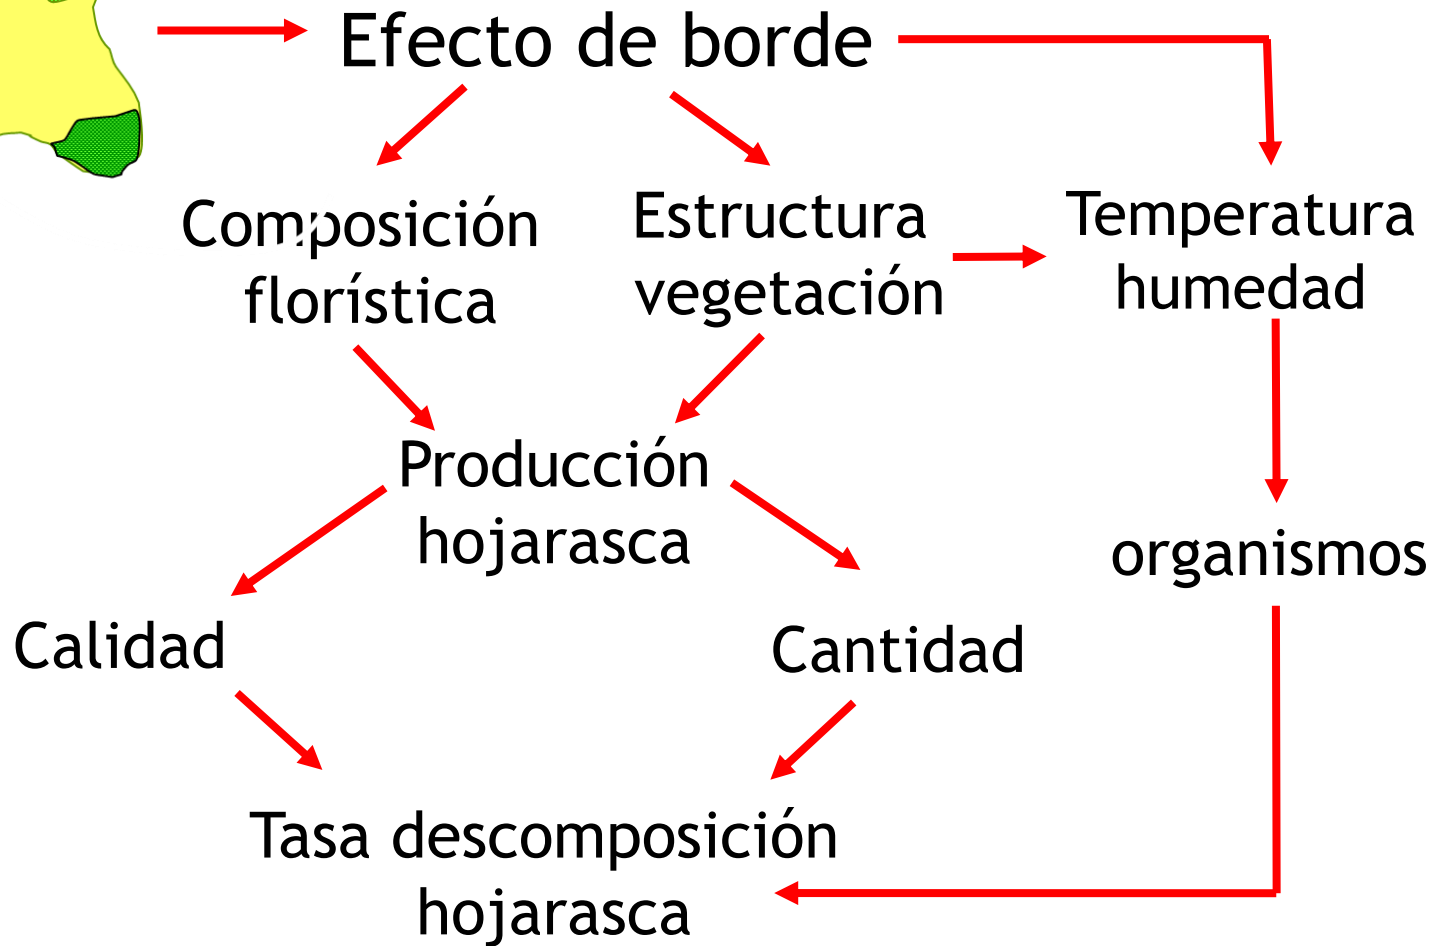 Efecto de borde
Composición
florística
Estructura
vegetación
Temperatura
humedad
Producción
hojarasca
organismos
Calidad
Cantidad
Tasa descomposición
hojarasca